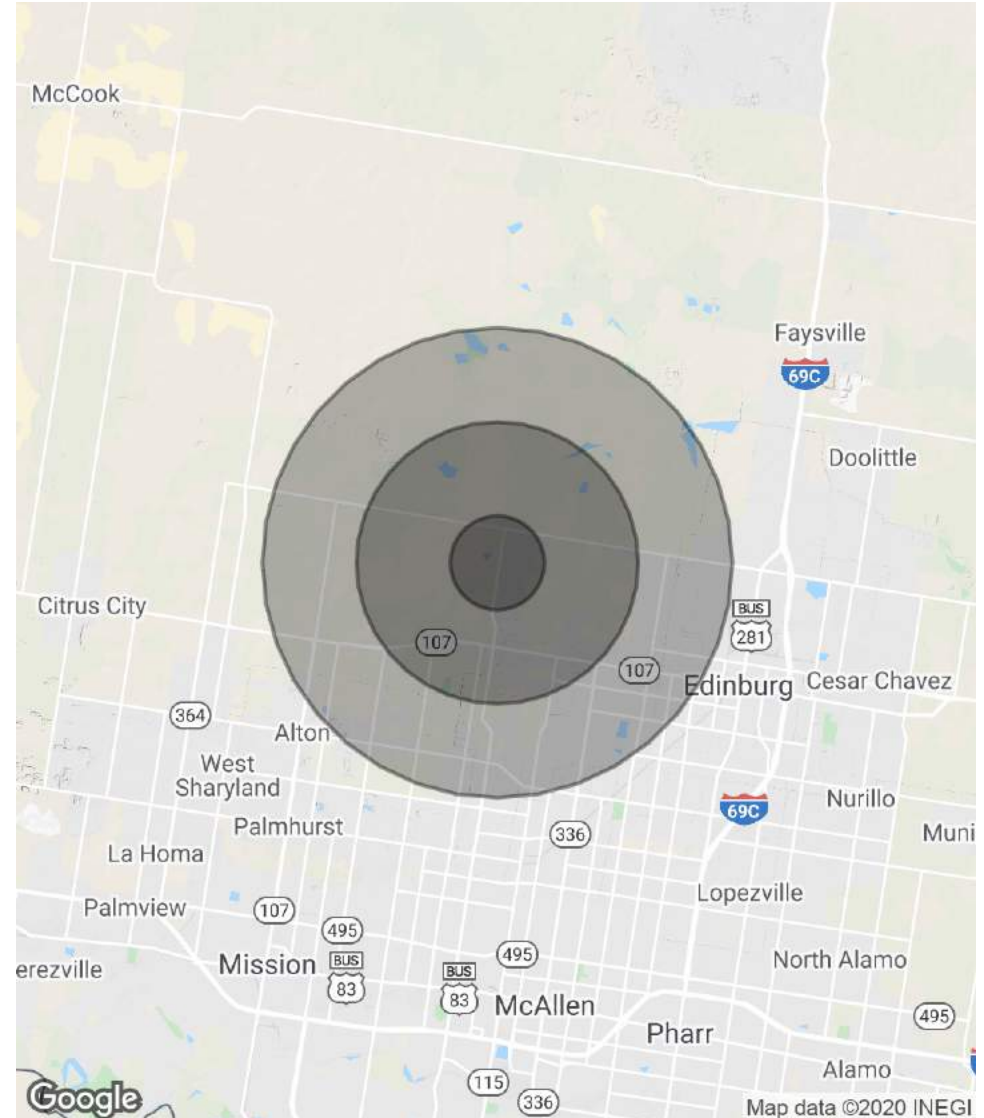 McCook
Faysville
69C
Doolittle
Citrus City
BUS
281
107
107
Edinburg
Cesar Chavez
364
Alton
West
Sharyland
69C
Nurillo
Palmhurst
336
Muni
La Homa
Lopezville
Palmview
107
495
495
North Alamo
erezville
Mission
BUS
83
BUS
83
McAllen
495
Pharr
Alamo
115
336
Google
Map data ©2020 INEGI